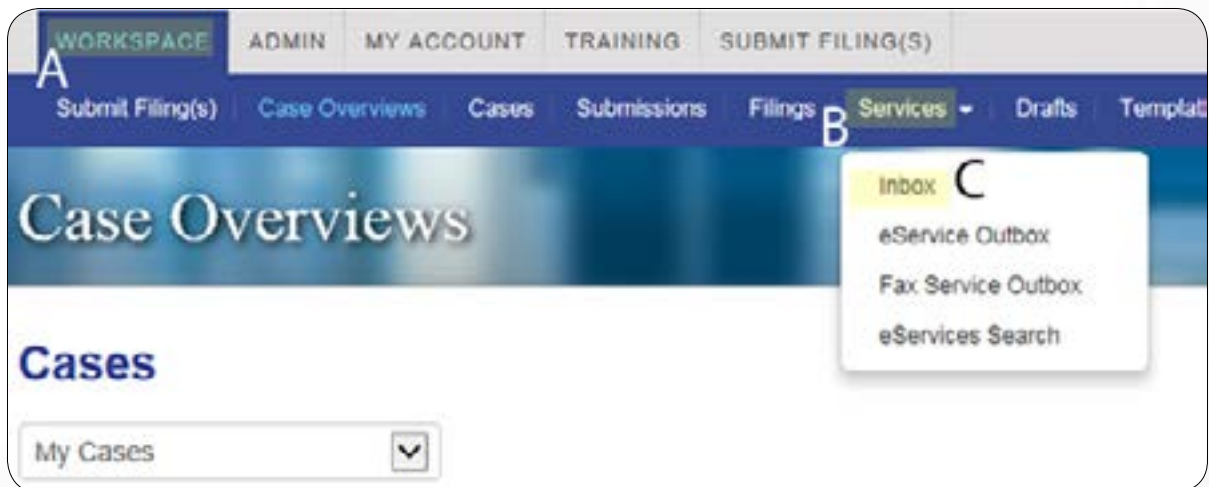 WORKSPACE ADMIN MY ACCOUNT TRAINING SUBMIT FILING(S)
A
Submit Filing(s) Case Overviews Cases Submissions Filings B Services Drafts Templat
Inbox C
Case Overviews
eService Outbox
Fax Service Outbox
eServices Search
Cases
My Cases